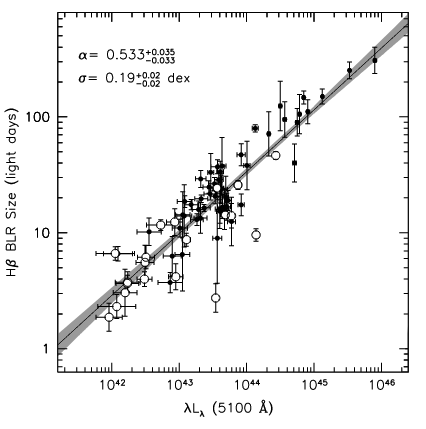 α= 0.533+0.035 −0.033
σ= 0.19+0.02 −0.02 dex
Hβ BLR Size (light days)
100
10
1
10^42 10^43 10^44 10^45 10^46
λLλ (5100 Å)